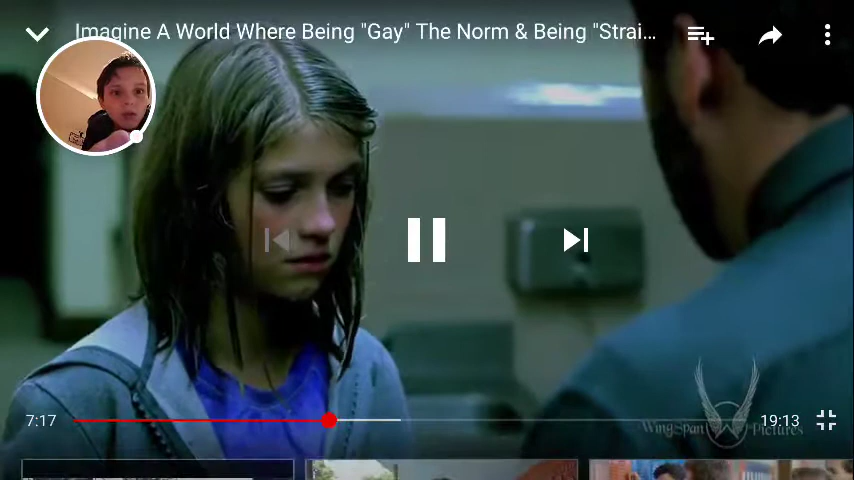 Imagine A World Where Being "Gay" The Norm & Being "Strai...
7:17
19:13
WingSpan Pictures